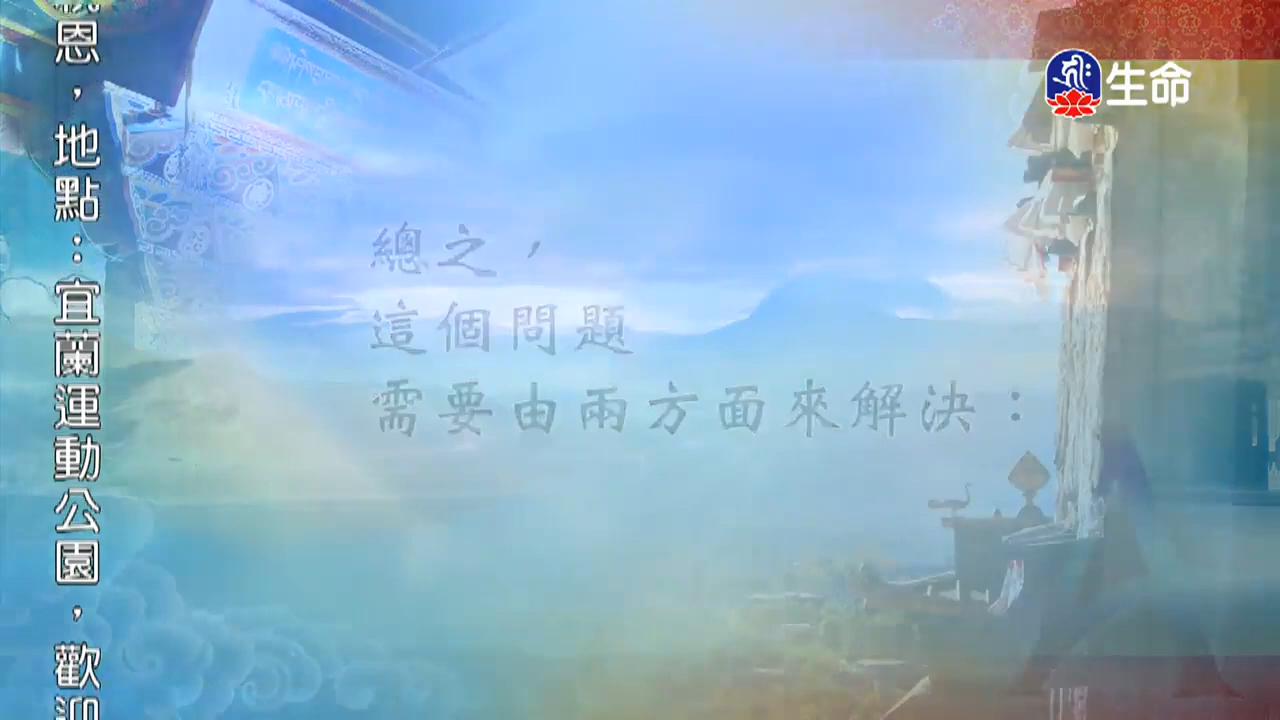 恩，地點：宜蘭運動公園，歡迎
生命
總之，
這個問題
需要由兩方面來解決：